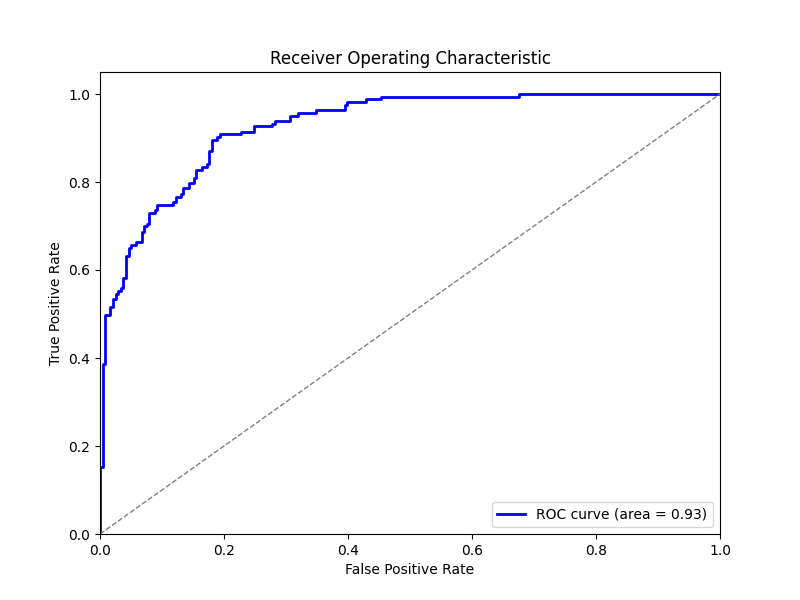 Receiver Operating Characteristic
True Positive Rate
1.0
0.8
0.6
0.4
0.2
0.0
ROC curve (area = 0.93)
0.0 0.2 0.4 0.6 0.8 1.0
False Positive Rate